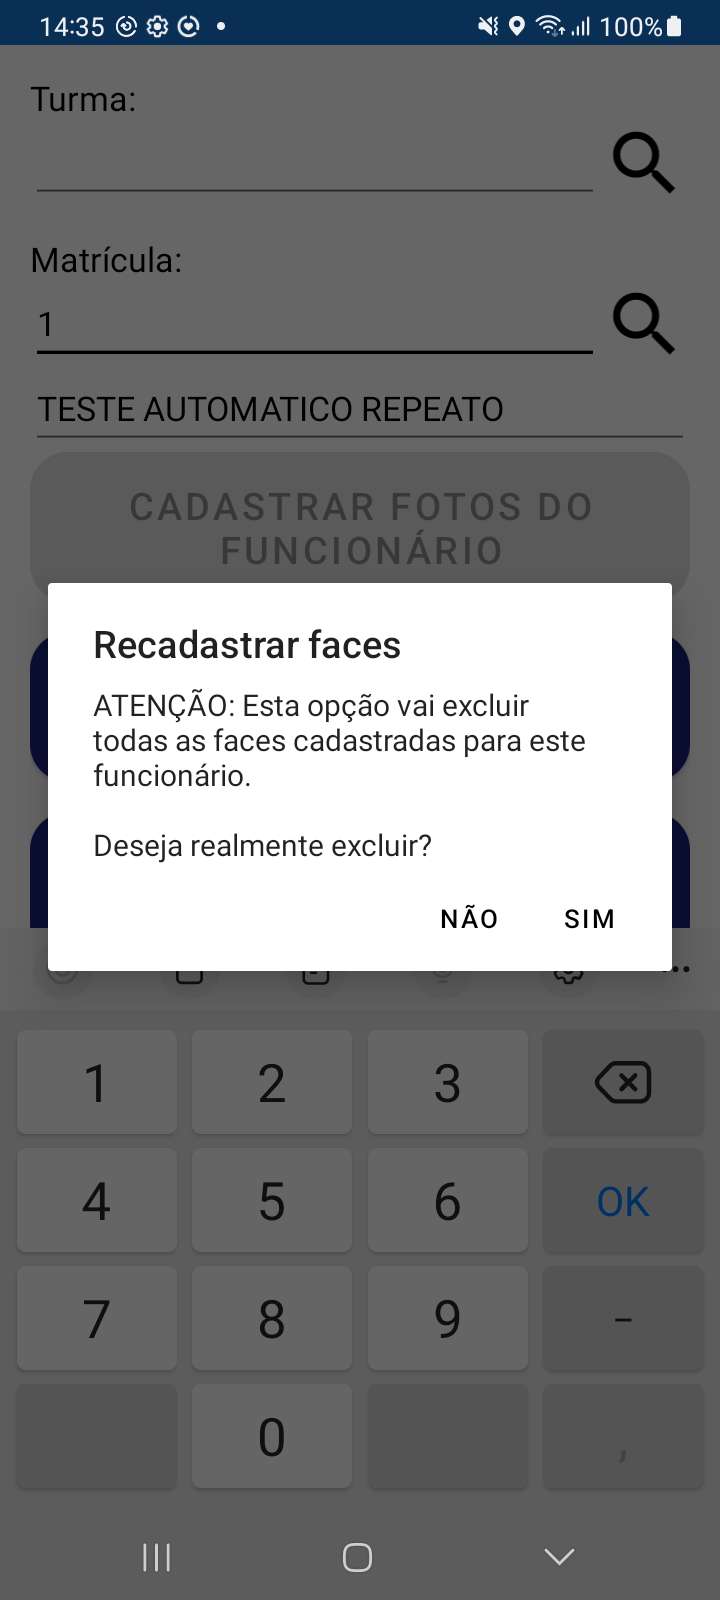 14:35 100%
Turma:
Matrícula:
1
TESTE AUTOMATICO REPEATO
CADASTRAR FOTOS DO
FUNCIONÁRIO
Recadastrar faces
ATENÇÃO: Esta opção vai excluir
todas as faces cadastradas para este
funcionário.
Deseja realmente excluir?
NÃO SIM
1 2 3
4 5 6 OK
7 8 9 -
0 ,